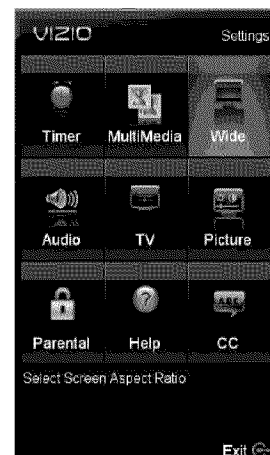 VIZIO Settings
Timer MultiMedia Wide
Audio TV Picture
Parental Help CC
Select Screen Aspect Ratio
Exit